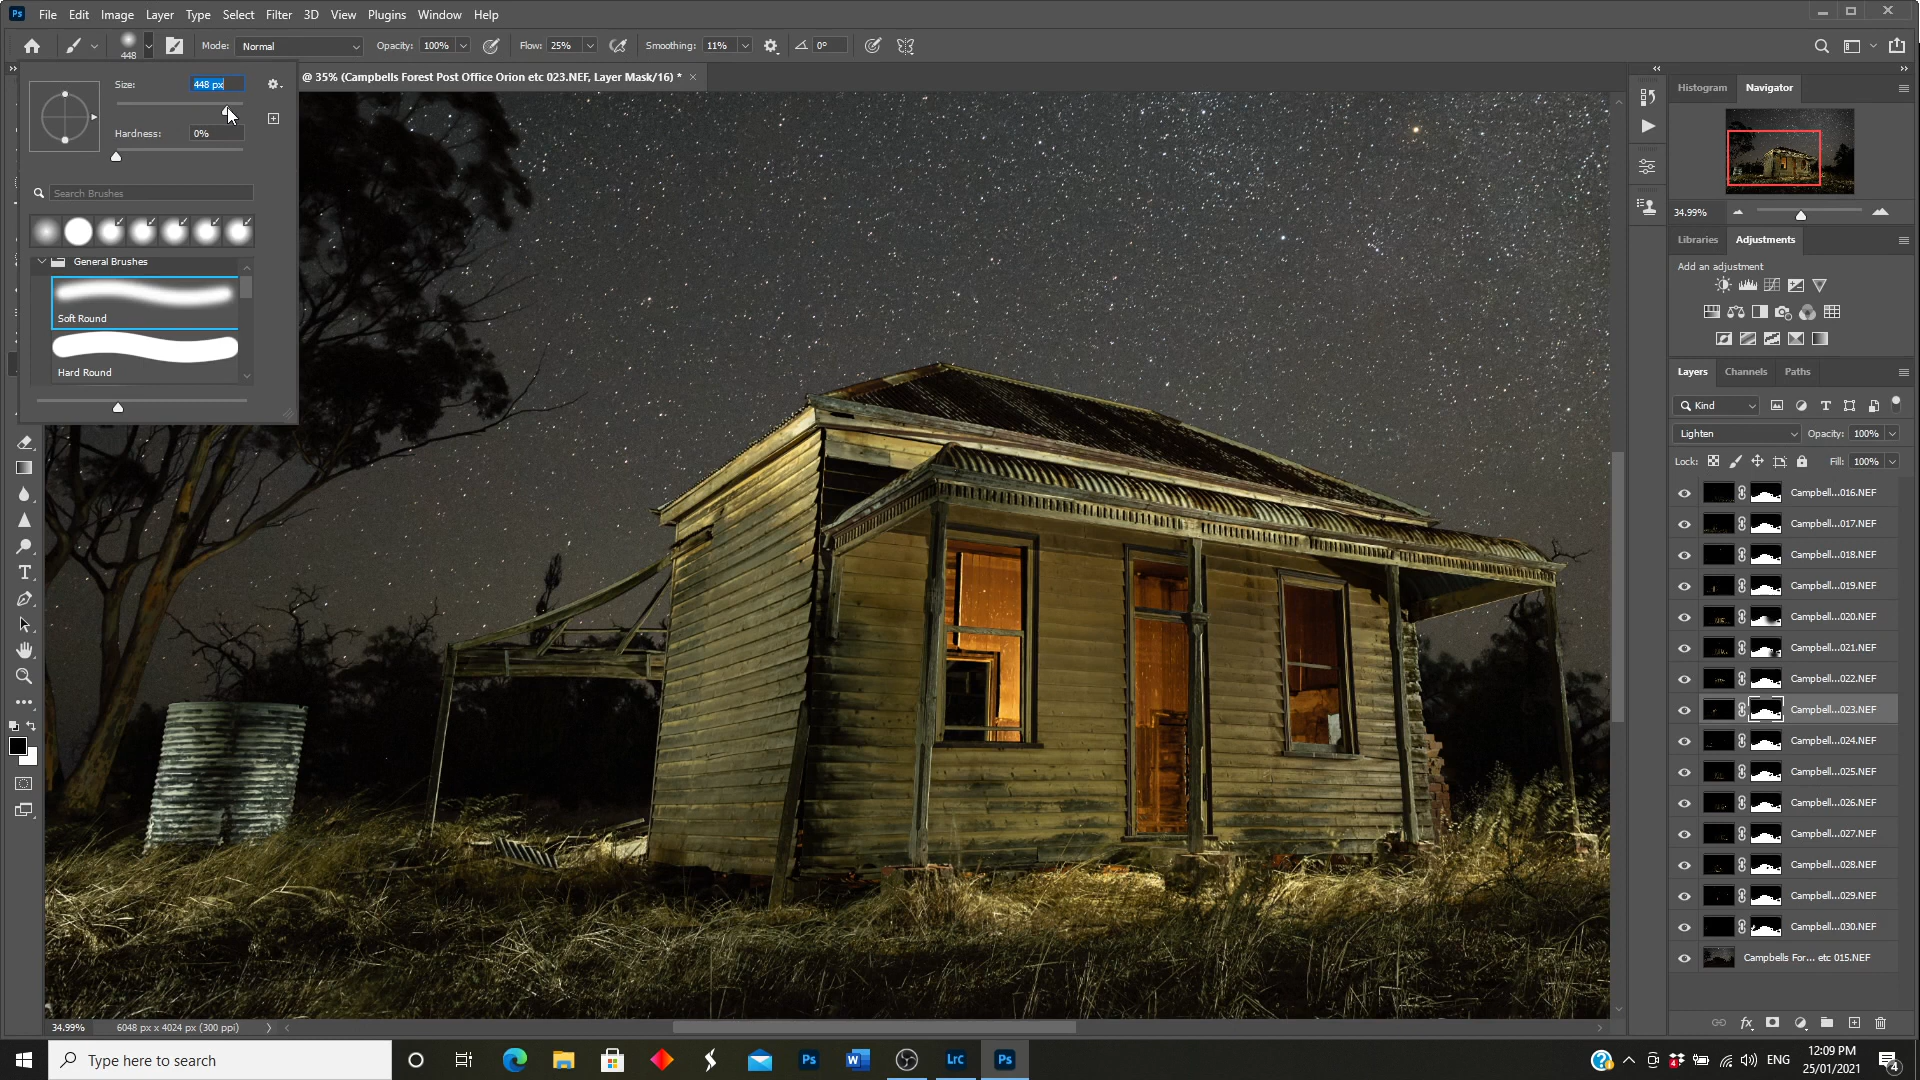 Ps File Edit Image Layer Type Select Filter 3D View Plugins Window Help
448 Mode: Normal Opacity: 100% Flow: 25% Smoothing: 11% 0°
@ 35% (Campbells Forest Post Office Orion etc 023.NEF, Layer Mask/16) *
Size: 448 px
Hardness: 0%
Search Brushes
General Brushes
Soft Round
Hard Round
Histogram Navigator
34.99%
Libraries Adjustments
Add an adjustment
Layers Channels Paths
Kind
Lighten Opacity: 100%
Lock: Fill: 100%
Campbell...016.NEF
Campbell...017.NEF
Campbell...018.NEF
Campbell...019.NEF
Campbell...020.NEF
Campbell...021.NEF
Campbell...022.NEF
Campbell...023.NEF
Campbell...024.NEF
Campbell...025.NEF
Campbell...026.NEF
Campbell...027.NEF
Campbell...028.NEF
Campbell...029.NEF
Campbell...030.NEF
Campbells For... etc 015.NEF
34.99% 6048 px x 4024 px (300 ppi)
Type here to search
Ps W Lrc Ps
ENG
12:09 PM
25/01/2021
4